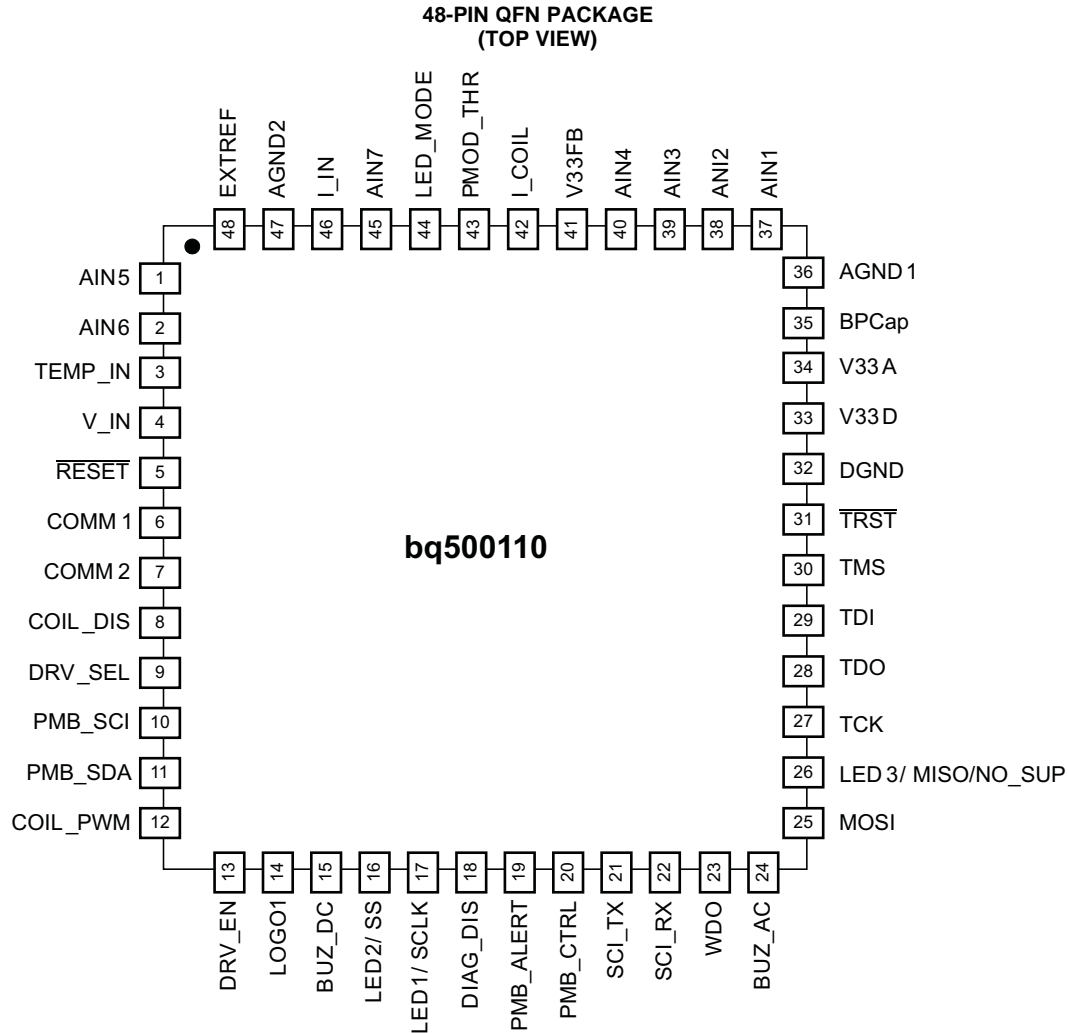 48-PIN QFN PACKAGE
(TOP VIEW)
EXTREF
AGND2
I_IN
AIN7
LED_MODE
PMOD_THR
I_COIL
V33FB
AIN4
AIN3
ANI2
AIN1
48
47
46
45
44
43
42
41
40
39
38
37
AIN5 1
AIN6 2
TEMP_IN 3
V_IN 4
RESET 5
COMM 1 6
COMM 2 7
COIL_DIS 8
DRV_SEL 9
PMB_SCI 10
PMB_SDA 11
COIL_PWM 12
bq500110
36 AGND 1
35 BPCap
34 V33 A
33 V33 D
32 DGND
31 TRST
30 TMS
29 TDI
28 TDO
27 TCK
26 LED 3/ MISO/NO_SUP
25 MOSI
13
14
15
16
17
18
19
20
21
22
23
24
DRV_EN
LOGO1
BUZ_DC
LED2/ SS
LED1/ SCLK
DIAG_DIS
PMB_ALERT
PMB_CTRL
SCI_TX
SCI_RX
WDO
BUZ_AC